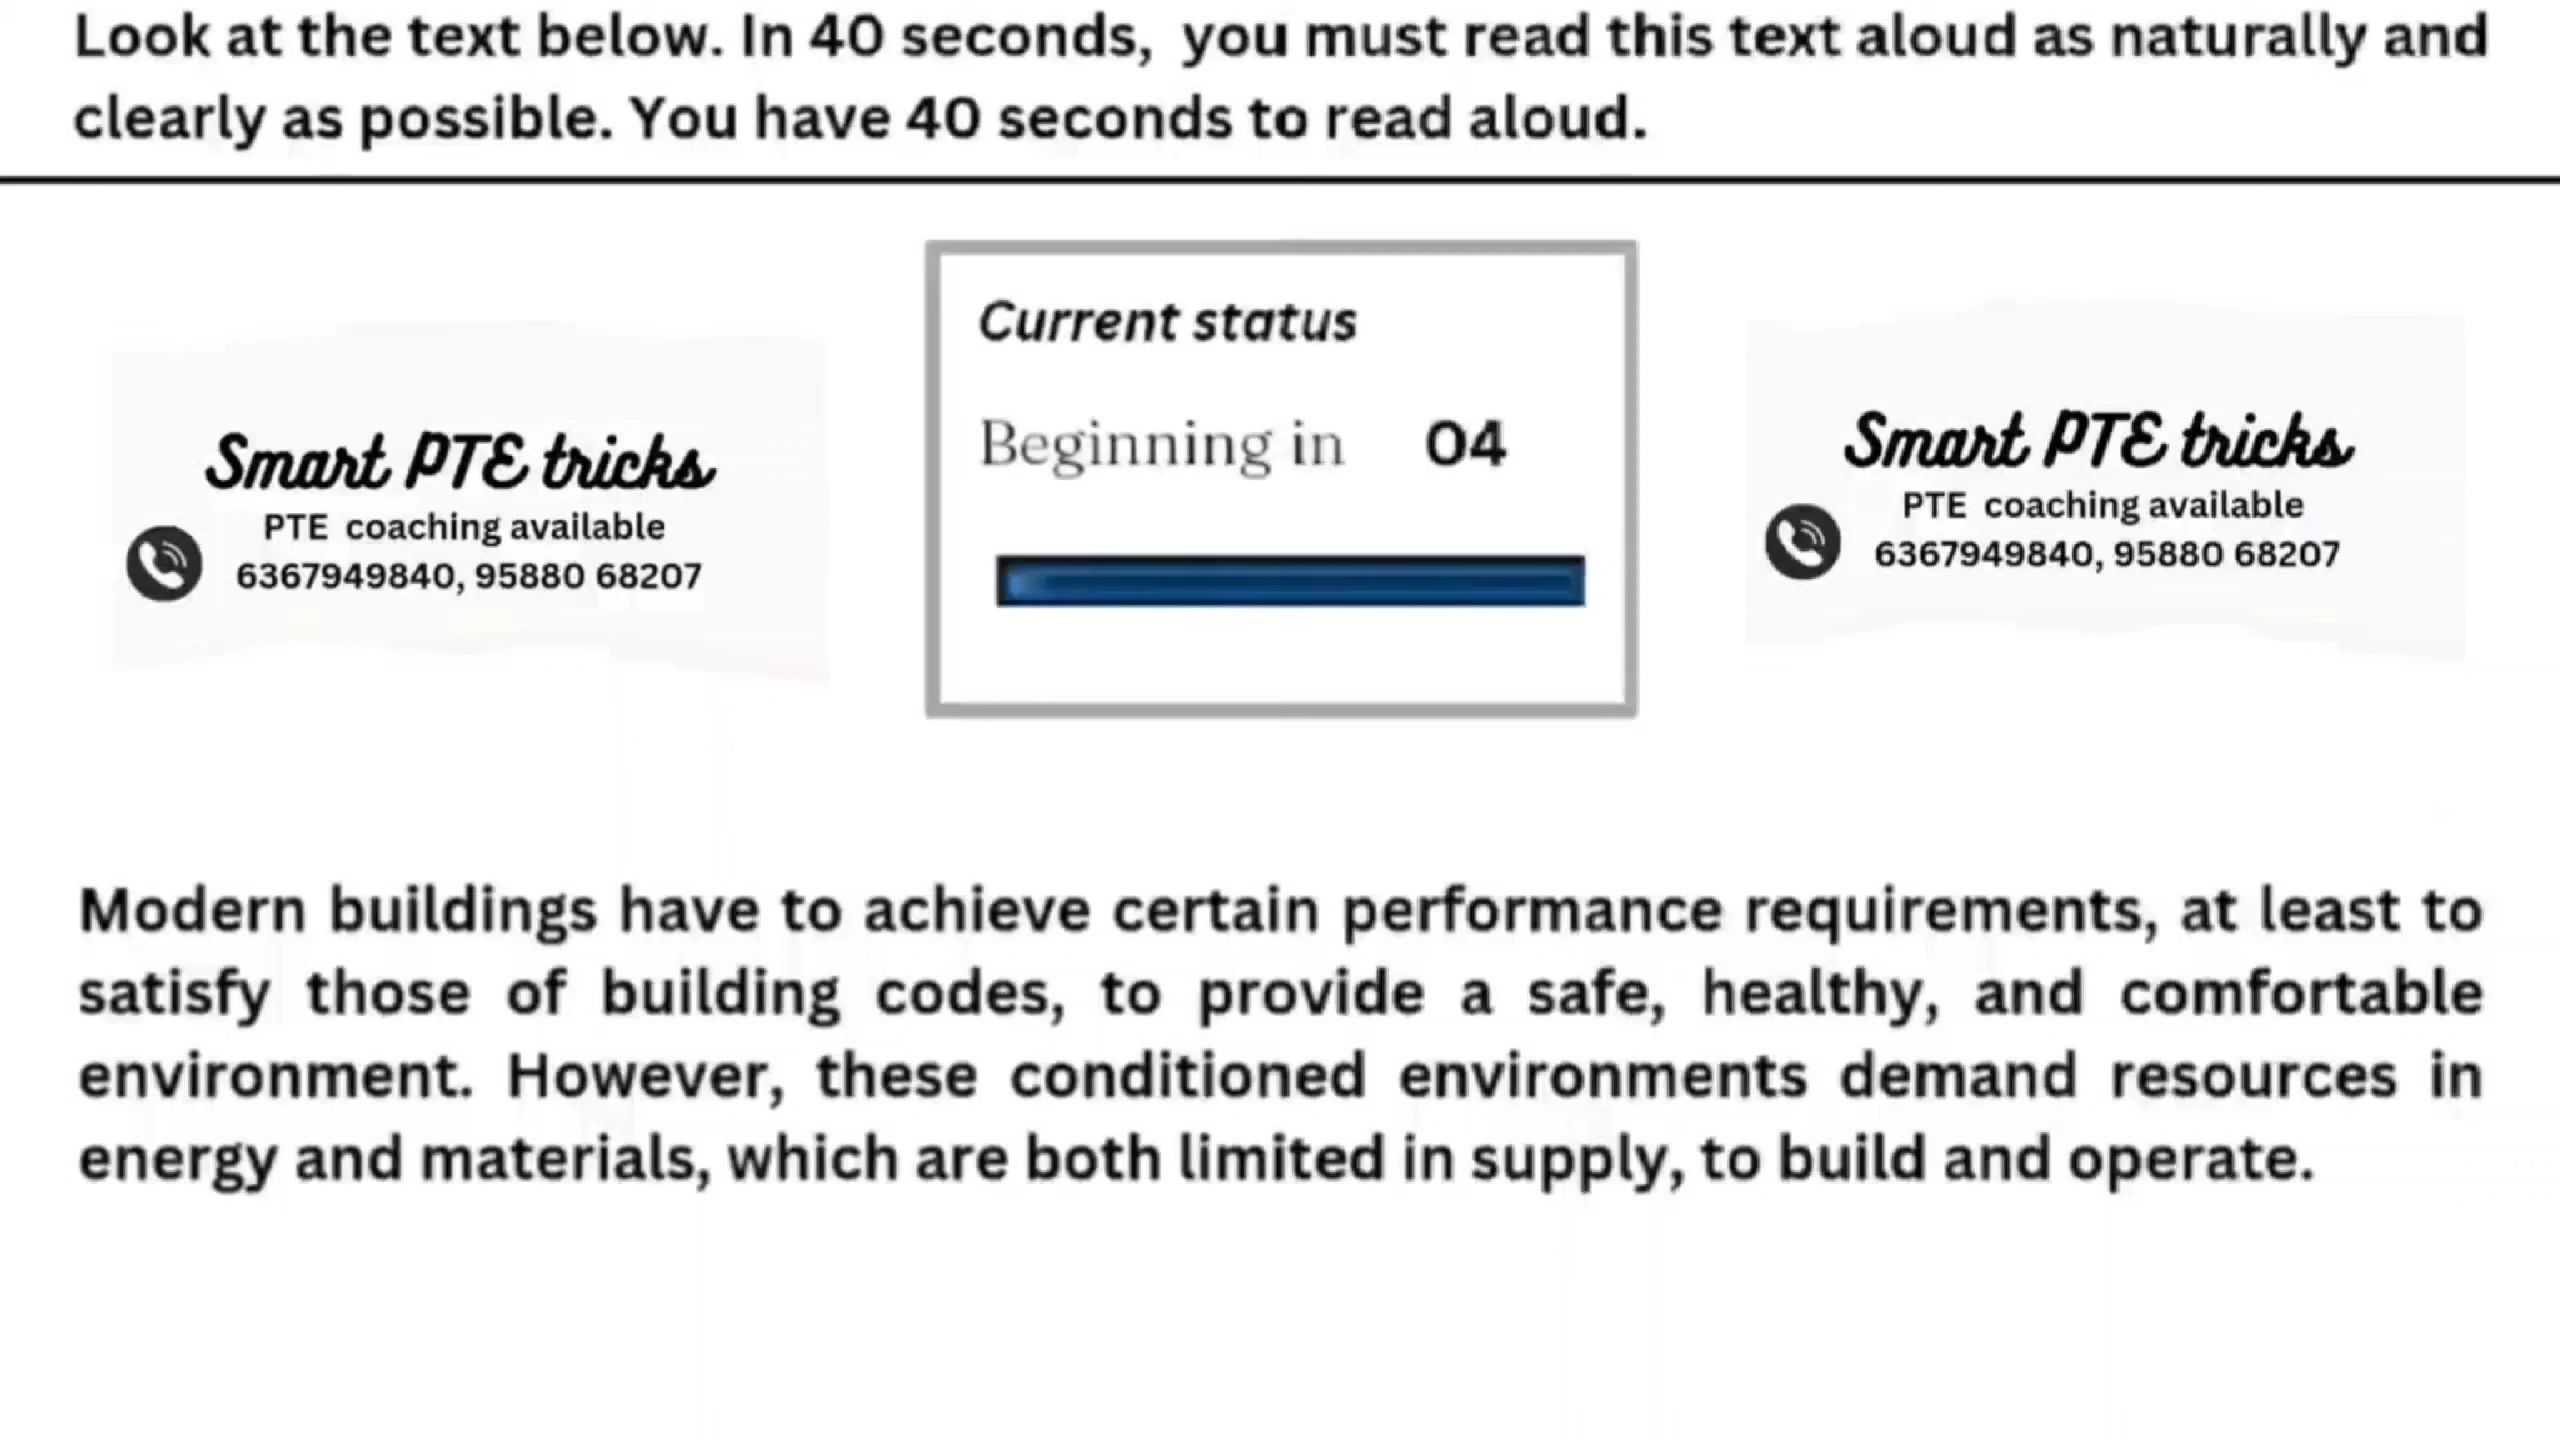 Look at the text below. In 40 seconds, you must read this text aloud as naturally and
clearly as possible. You have 40 seconds to read aloud.
Smart PTE tricks
PTE coaching available
6367949840, 95880 68207
Current status
Beginning in 04
Smart PTE tricks
PTE coaching available
6367949840, 95880 68207
Modern buildings have to achieve certain performance requirements, at least to
satisfy those of building codes, to provide a safe, healthy, and comfortable
environment. However, these conditioned environments demand resources in
energy and materials, which are both limited in supply, to build and operate.